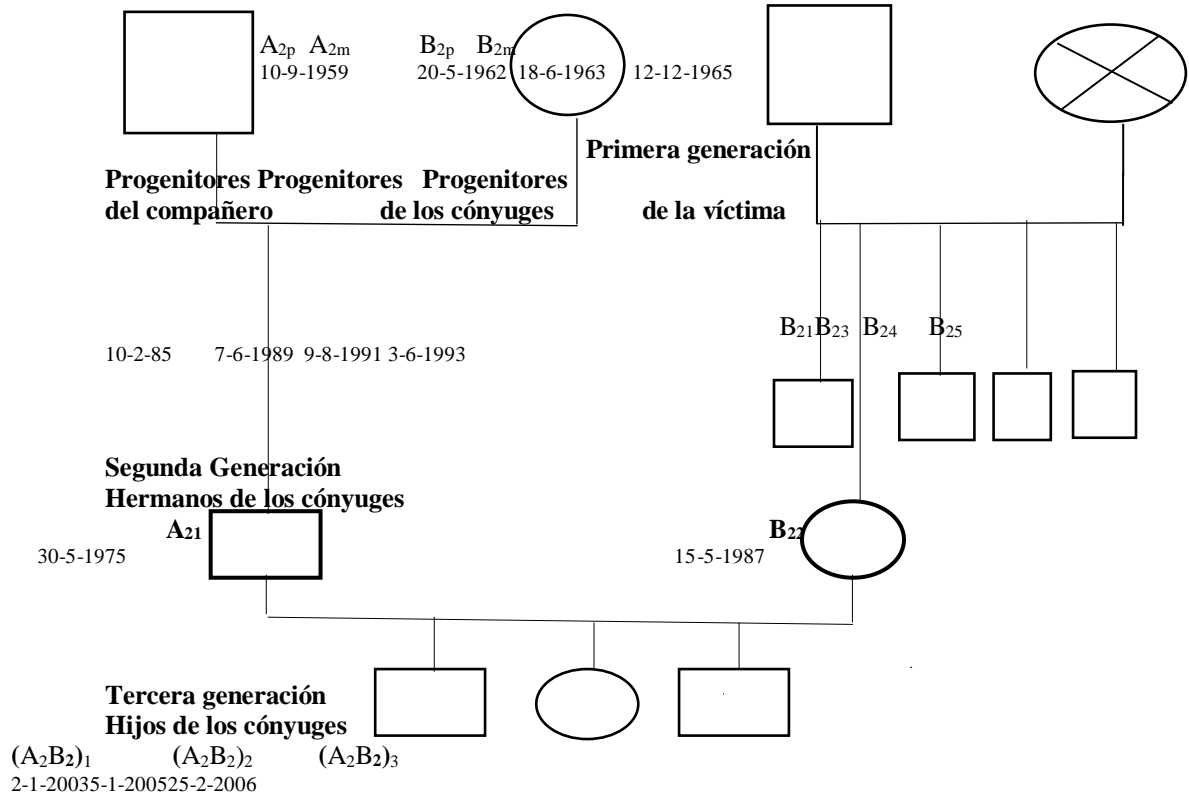 A2p A2m B2p B2m
10-9-1959 20-5-1962 18-6-1963 12-12-1965
Primera generación
Progenitores Progenitores Progenitores
del compañero de los cónyuges de la víctima
B21B23 B24 B25
10-2-85 7-6-1989 9-8-1991 3-6-1993
Segunda Generación
Hermanos de los cónyuges
A21 B22
30-5-1975 15-5-1987
Tercera generación
Hijos de los cónyuges
(A2B2)1 (A2B2)2 (A2B2)3
2-1-20035-1-200525-2-2006